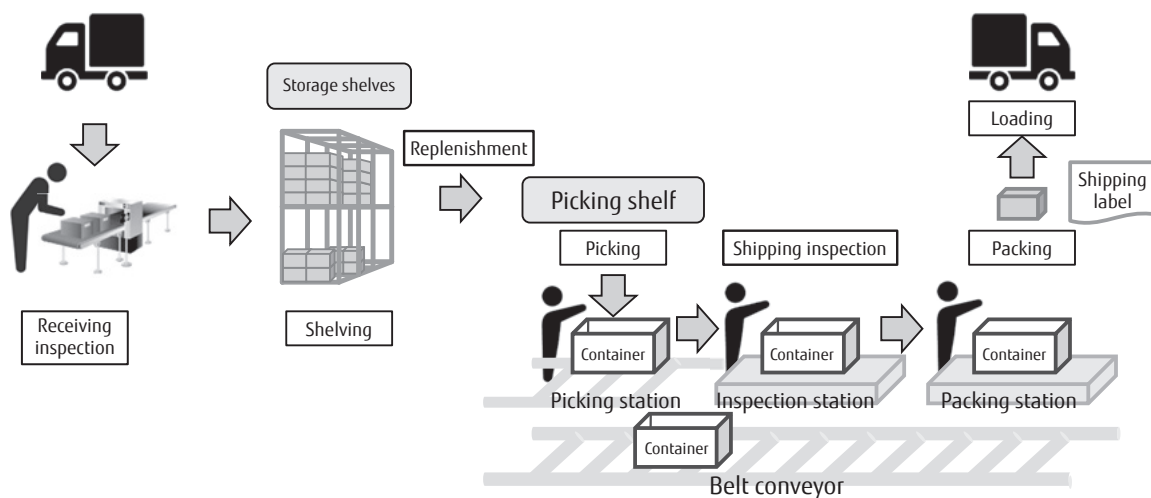 Storage shelves
Replenishment
Receiving
inspection
Shelving
Picking shelf
Picking
Shipping inspection
Loading
Shipping
label
Packing
Container
Container
Container
Picking station
Inspection station
Packing station
Container
Belt conveyor